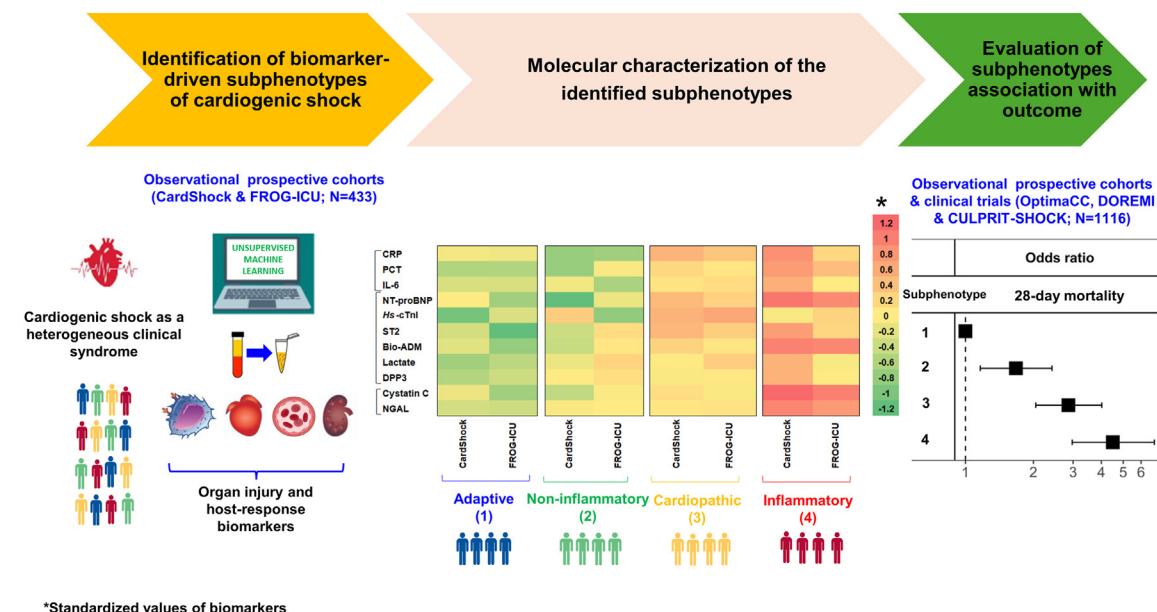 Identification of biomarker-
driven subphenotypes
of cardiogenic shock
Molecular characterization of the
identified subphenotypes
Evaluation of
subphenotypes
association with
outcome
Observational prospective cohorts
(CardShock & FROG-ICU; N=433)
UNSUPERVISED
MACHINE
LEARNING
Cardiogenic shock as a
heterogeneous clinical
syndrome
Organ injury and
host-response
biomarkers
CRP
PCT
IL-6
NT-proBNP
Hs-cTnI
ST2
Bio-ADM
Lactate
DPP3
Cystatin C
NGAL
CardShock
FROG-ICU
CardShock
FROG-ICU
CardShock
FROG-ICU
CardShock
FROG-ICU
Adaptive
(1)
Non-inflammatory
(2)
Cardiopathic
(3)
Inflammatory
(4)
*
1.2
1
0.8
0.6
0.4
0.2
0
-0.2
-0.4
-0.6
-0.8
-1
-1.2
Observational prospective cohorts
& clinical trials (OptimaCC, DOREMI
& CULPRIT-SHOCK; N=1116)
Odds ratio
Subphenotype 28-day mortality
1
2
3
4
1 2 3 4 5 6
*Standardized values of biomarkers